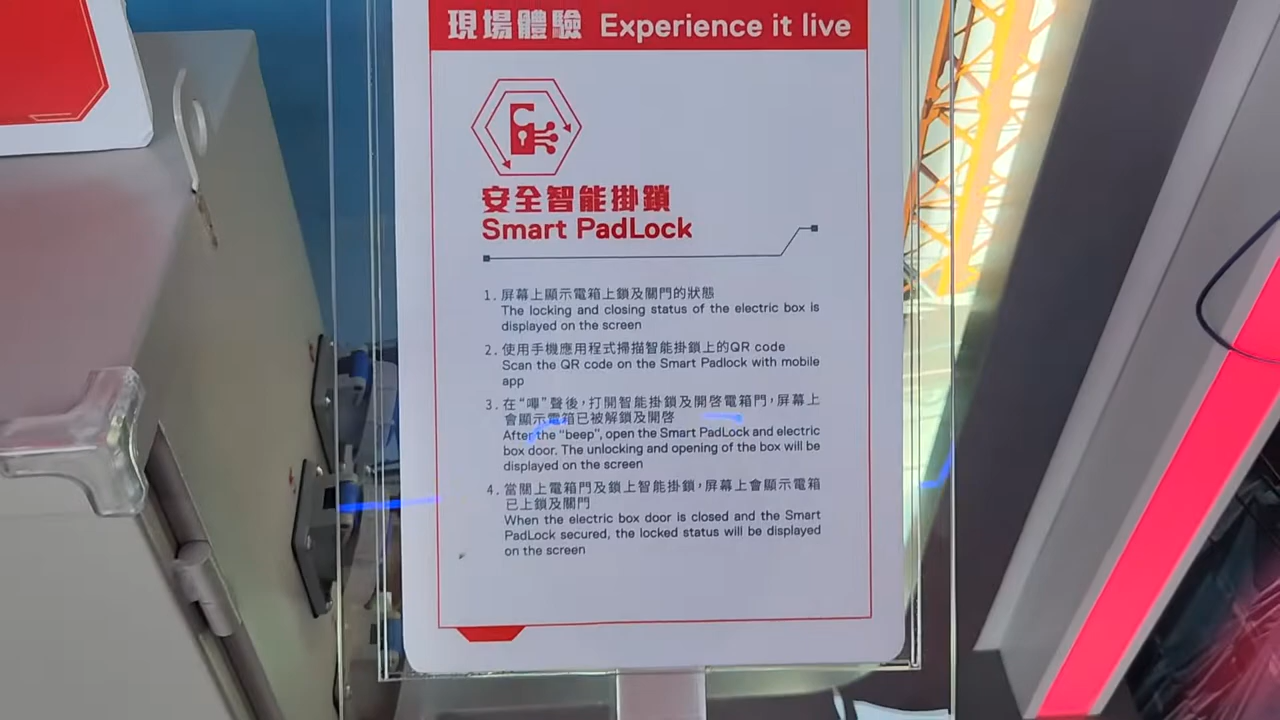 現場體驗 Experience it live
安全智能掛鎖
Smart PadLock
1. 屏幕上顯示電箱上鎖及關門的狀態
The locking and closing status of the electric box is
displayed on the screen
2. 使用手機應用程式掃描智能掛鎖上的QR code
Scan the QR code on the Smart Padlock with mobile
app
3. 在“嗶”聲後，打開智能掛鎖及開啓電箱門，屏幕上
會顯示電箱已被解鎖及開啓
After the "beep", open the Smart PadLock and electric
box door. The unlocking and opening of the box will be
displayed on the screen
4. 當關上電箱門及鎖上智能掛鎖，屏幕上會顯示電箱
已上鎖及關門
When the electric box door is closed and the Smart
PadLock secured, the locked status will be displayed
on the screen